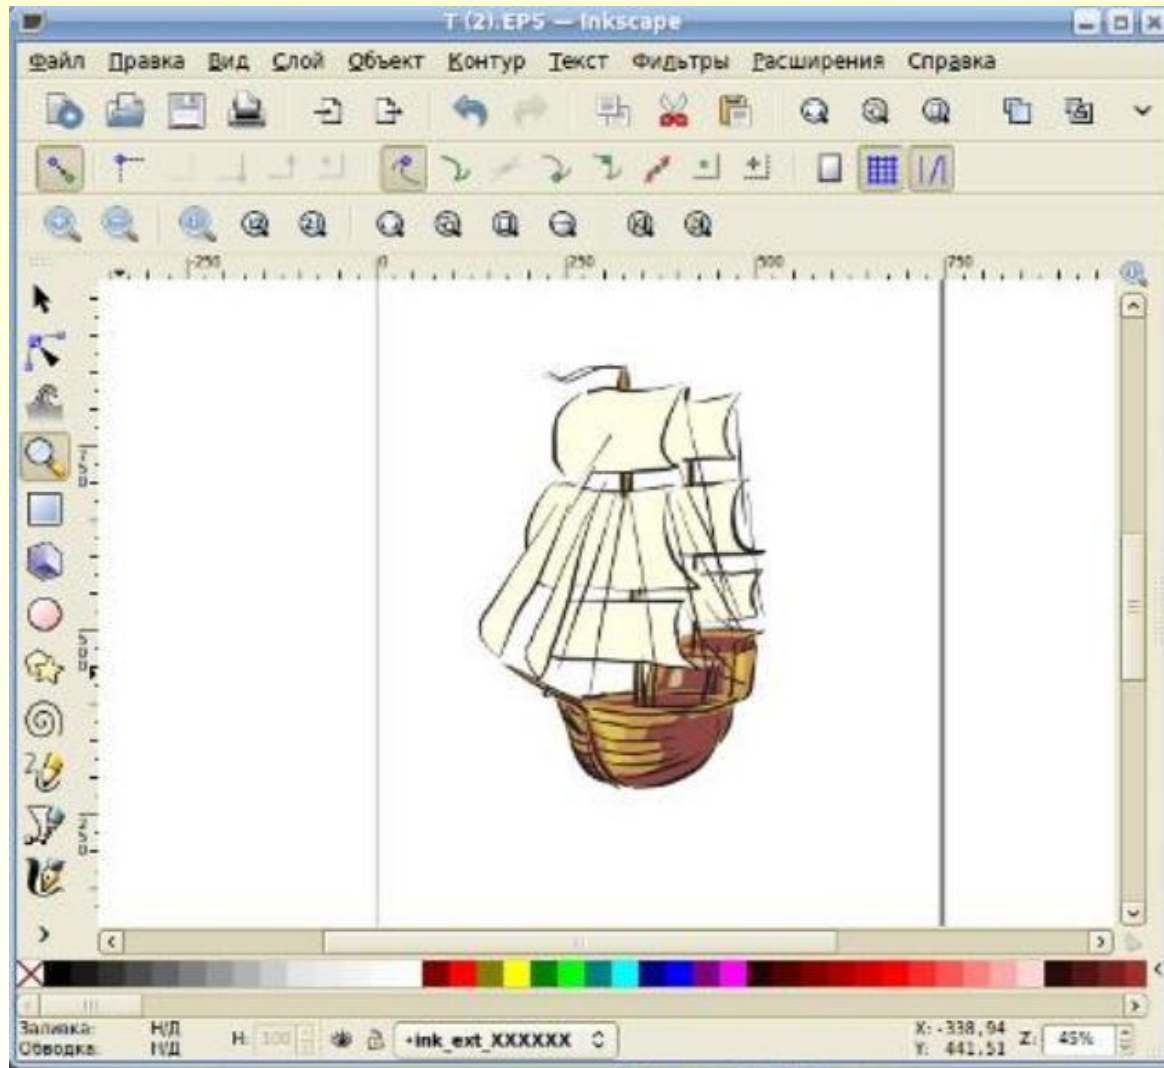 T (2).EPS — Inkscape
Файл Правка Вид Слой Объект Контур Текст Фильтры Расширения Справка
-250 0 250 500 750
Заливка: Н/Д
Обводка: Н/Д
Н: 100
•ink_ext_XXXXXX
X: -338,94
Y: 441,51
Z: 45%